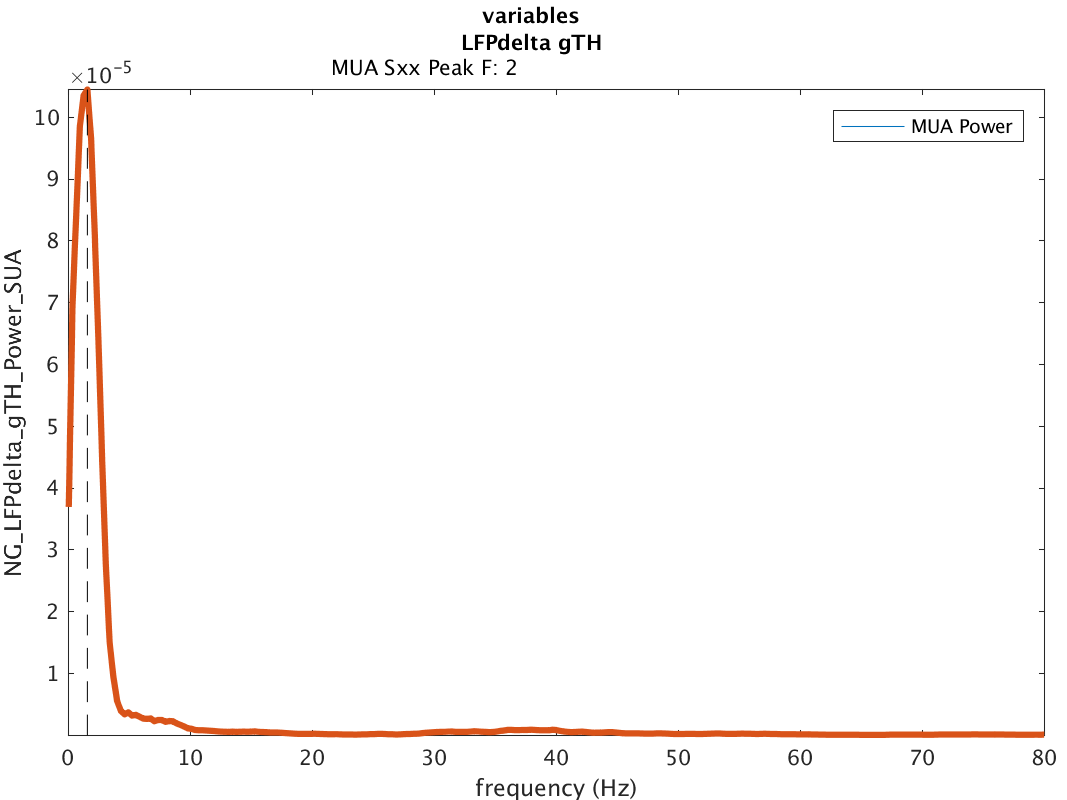 variables
LFPdelta gTH
MUA Sxx Peak F: 2
×10⁻⁵
MUA Power
10
9
8
7
6
5
4
3
2
1
NG_LFPdelta_gTH_Power_SUA
0 10 20 30 40 50 60 70 80
frequency (Hz)